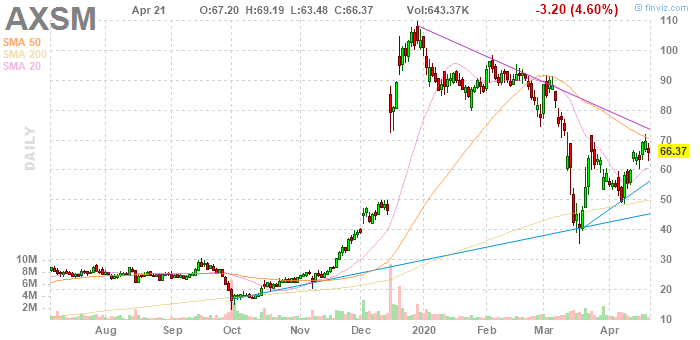 AXSM Apr 21 O:67.20 H:69.19 L:63.48 C:66.37 Vol:643.37K -3.20 (4.60%)
© finviz.com
SMA 50
SMA 200
SMA 20
DAILY
110
100
90
80
70
66.37
60
50
40
30
20
10
10M
8M
6M
4M
2M
Aug Sep Oct Nov Dec 2020 Feb Mar Apr